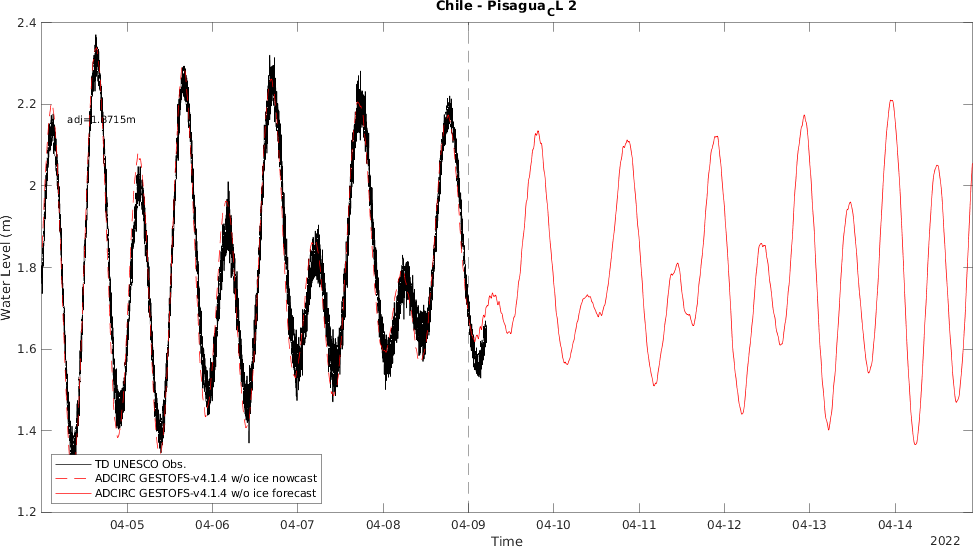 Chile - Pisagua_CL 2
2.4
2.2
2
1.8
1.6
1.4
1.2
Water Level (m)
adj=1.8715m
TD UNESCO Obs.
ADCIRC GESTOFS-v4.1.4 w/o ice nowcast
ADCIRC GESTOFS-v4.1.4 w/o ice forecast
04-05 04-06 04-07 04-08 04-09 04-10 04-11 04-12 04-13 04-14
Time
2022